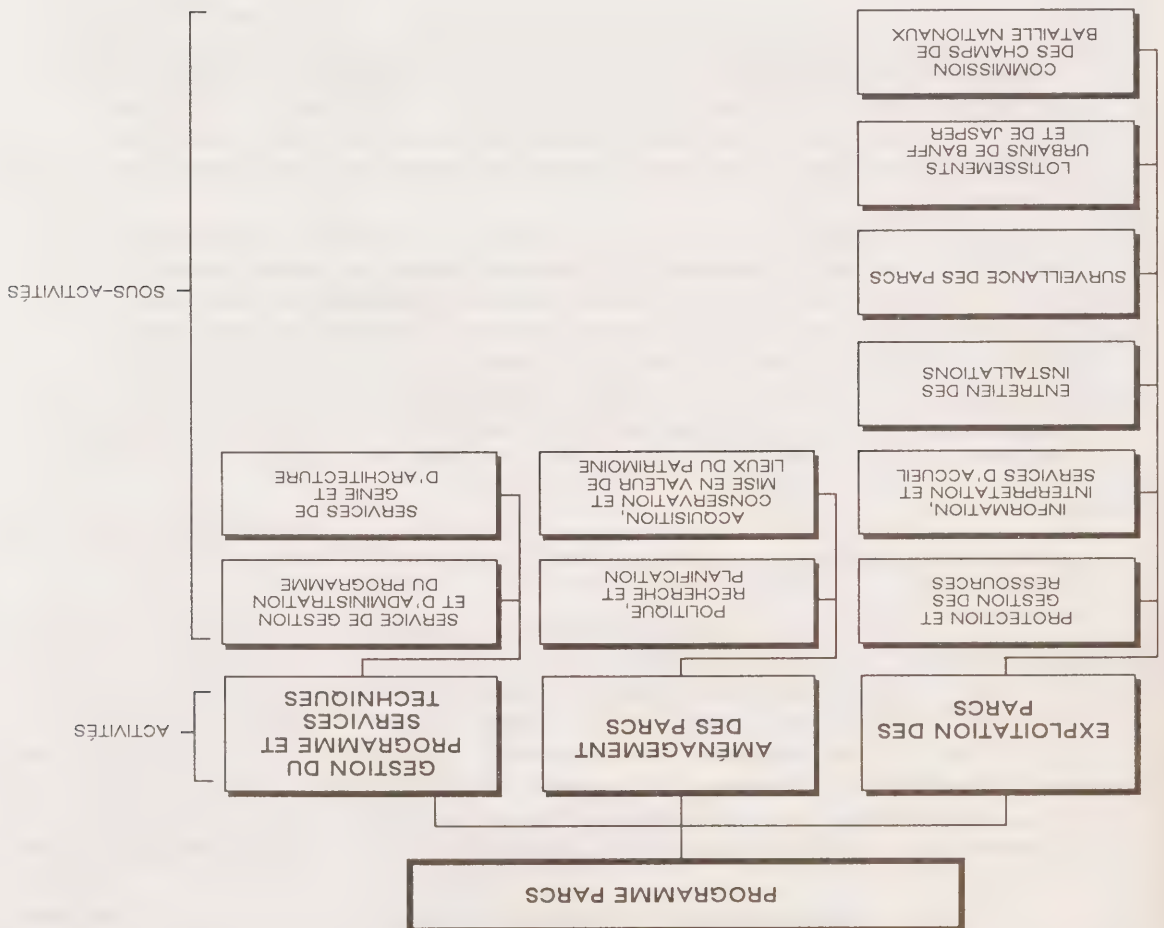 PROGRAMME PARCS
EXPLOITATION DES
PARCS
AMÉNAGEMENT
DES PARCS
GESTION DU
PROGRAMME ET
SERVICES
TECHNIQUES
ACTIVITÉS
PROTECTION ET
GESTION DES
RESSOURCES
POLITIQUE,
RECHERCHE ET
PLANIFICATION
SERVICE DE GESTION
ET D'ADMINISTRATION
DU PROGRAMME
INFORMATION,
INTERPRETATION ET
SERVICES D'ACCUEIL
ACQUISITION,
CONSERVATION ET
MISE EN VALEUR DE
LIEUX DU PATRIMOINE
SERVICES DE
GENIE ET
D'ARCHITECTURE
ENTRETIEN DES
INSTALLATIONS
SURVEILLANCE DES PARCS
SOUS-ACTIVITÉS
LOTISSEMENTS
URBAINS DE BANFF
ET DE JASPER
COMMISSION
DES CHAMPS DE
BATAILLE NATIONAUX